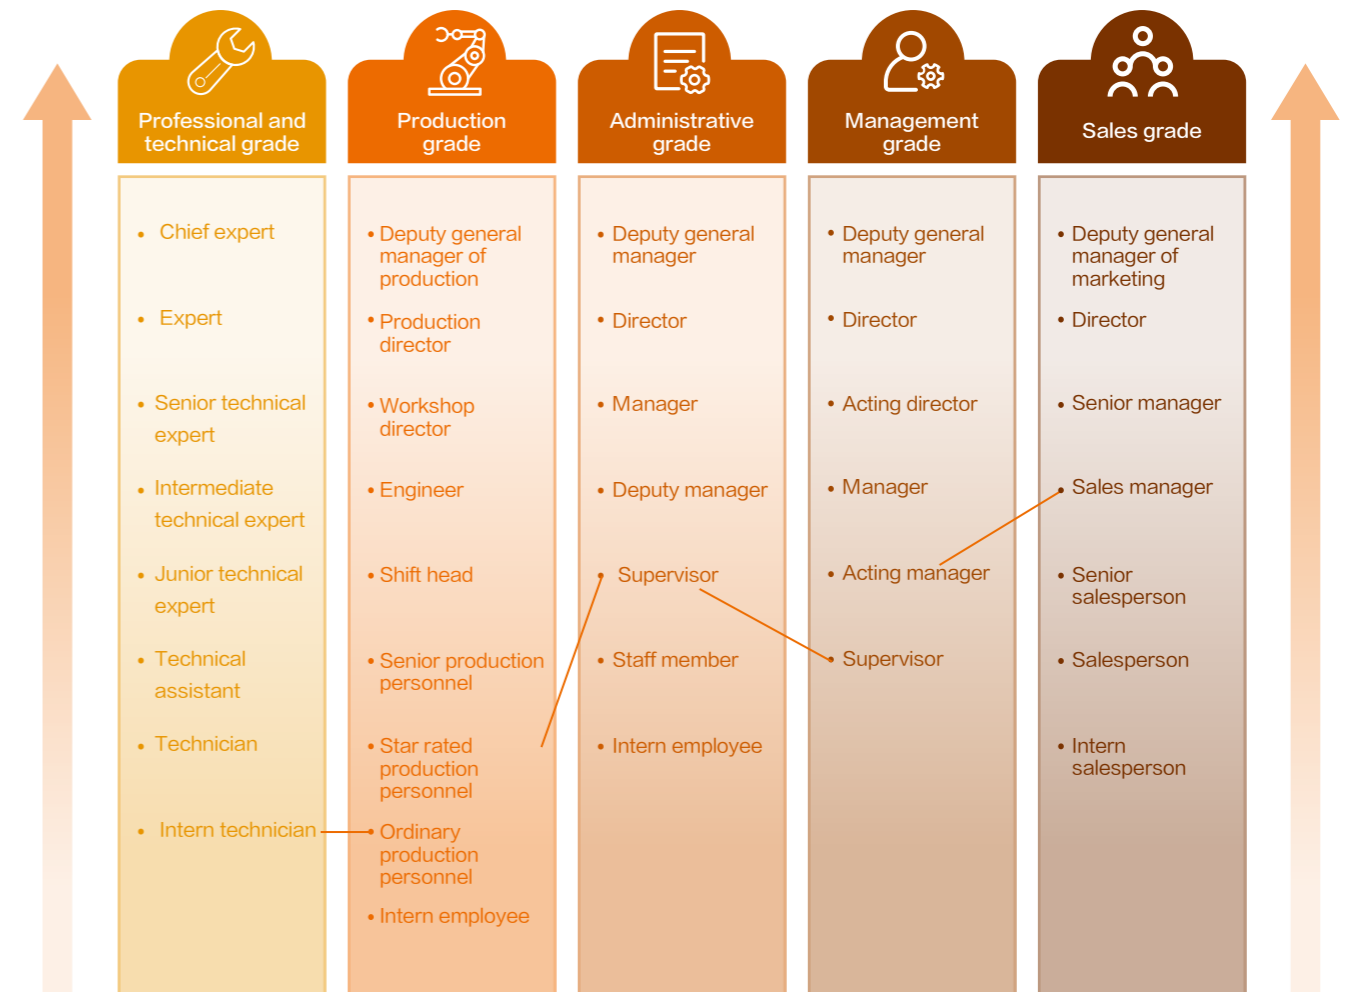 Professional and
technical grade
Chief expert
Expert
Senior technical
expert
Intermediate
technical expert
Junior technical
expert
Technical
assistant
Technician
Intern technician
Production
grade
Deputy general
manager of
production
Production
director
Workshop
director
Engineer
Shift head
Senior production
personnel
Star rated
production
personnel
Ordinary
production
personnel
Intern employee
Administrative
grade
Deputy general
manager
Director
Manager
Deputy manager
Supervisor
Staff member
Intern employee
Management
grade
Deputy general
manager
Director
Acting director
Manager
Acting manager
Supervisor
Sales grade
Deputy general
manager of
marketing
Director
Senior manager
Sales manager
Senior
salesperson
Salesperson
Intern
salesperson